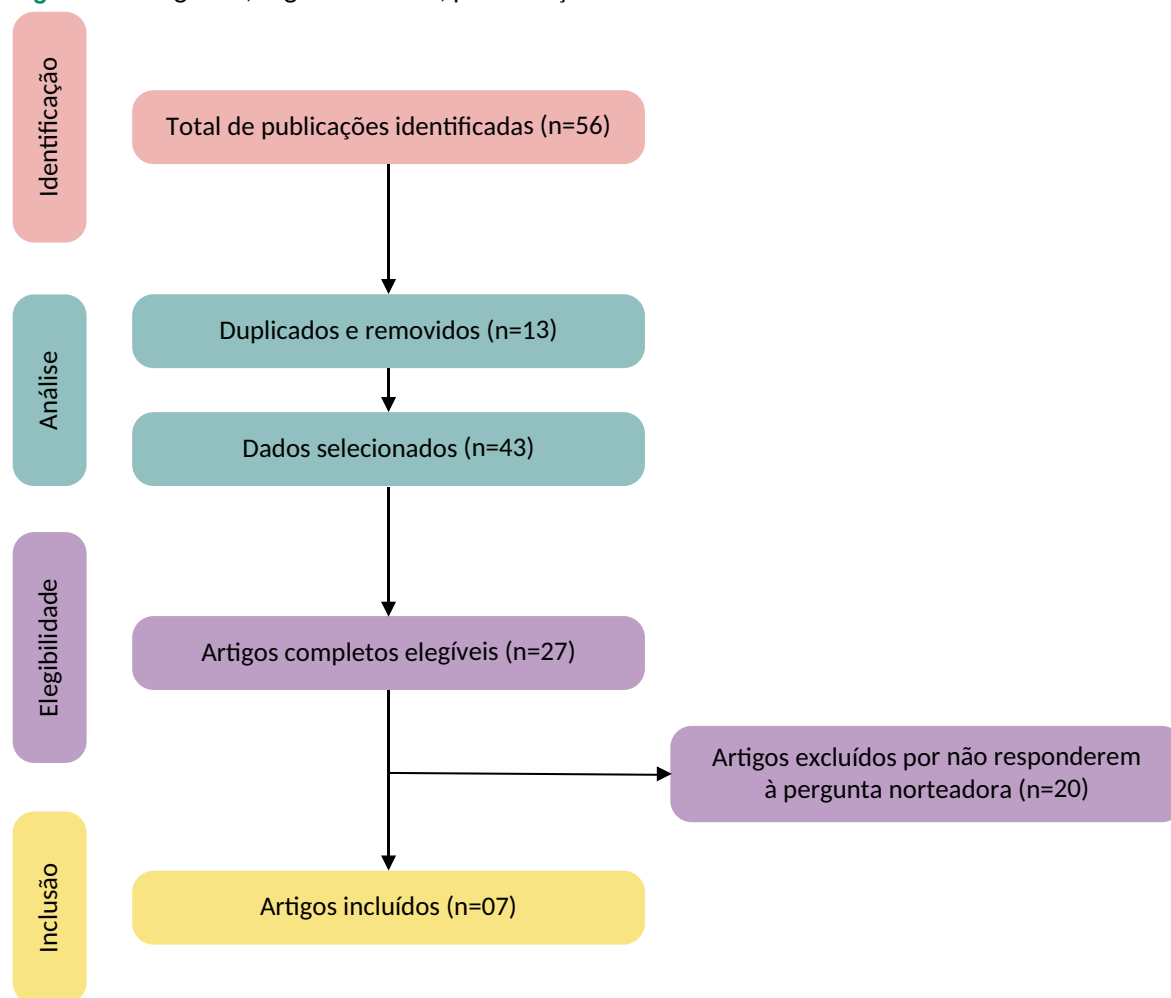 Identificação
Total de publicações identificadas (n=56)
Análise
Duplicados e removidos (n=13)
Dados selecionados (n=43)
Elegibilidade
Artigos completos elegíveis (n=27)
Artigos excluídos por não responderem
à pergunta norteadora (n=20)
Inclusão
Artigos incluídos (n=07)